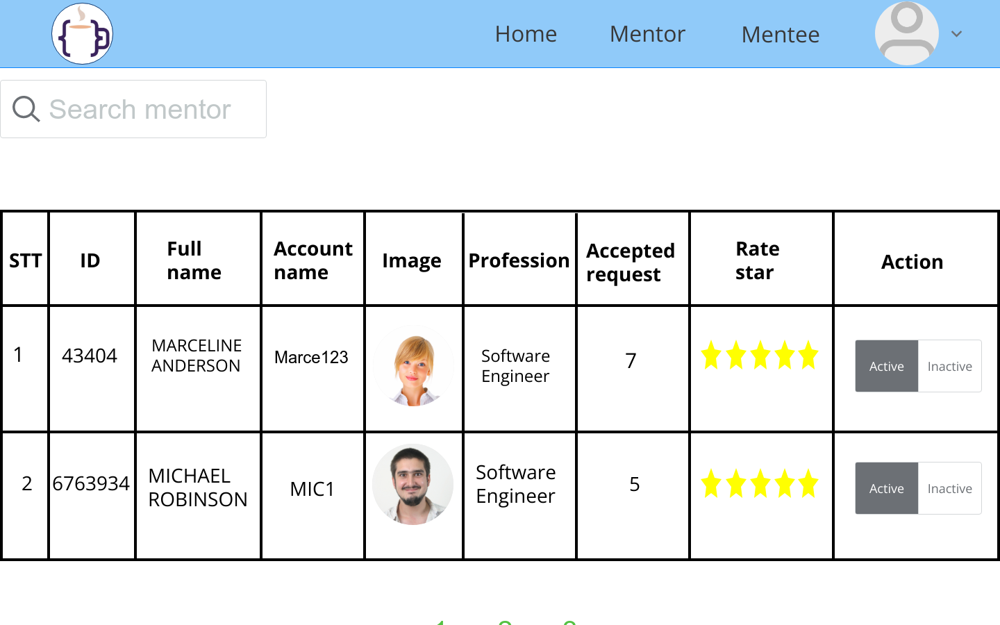 Home Mentor Mentee
Search mentor
STT ID Full name Account name Image Profession Accepted request Rate star Action
1 43404 MARCELINE ANDERSON Marce123 Software Engineer 7 Active Inactive
2 6763934 MICHAEL ROBINSON MIC1 Software Engineer 5 Active Inactive